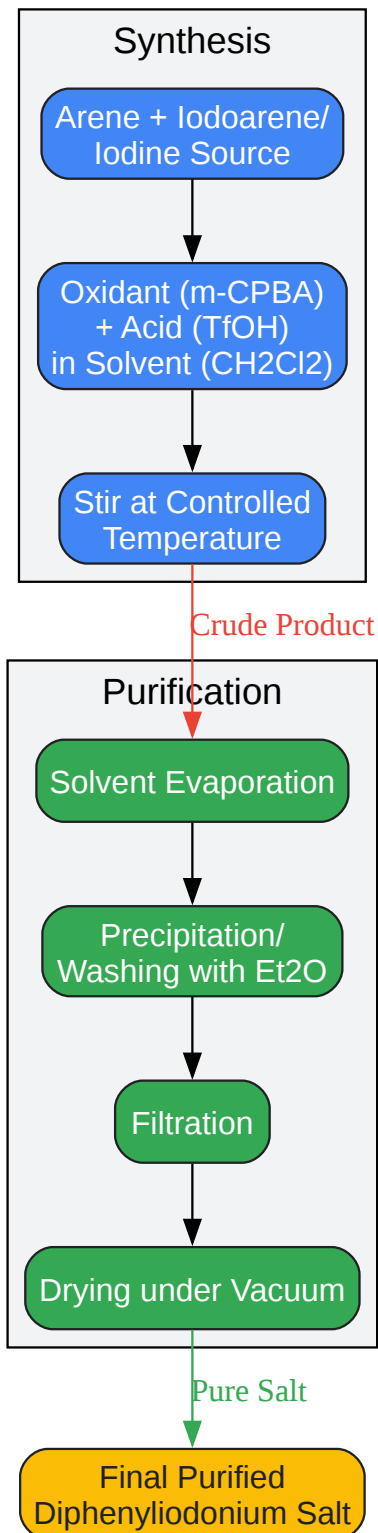 Synthesis
Arene + Iodoarene/
Iodine Source
Oxidant (m-CPBA)
+ Acid (TfOH)
in Solvent (CH2Cl2)
Stir at Controlled
Temperature
Crude Product
Purification
Solvent Evaporation
Precipitation/
Washing with Et2O
Filtration
Drying under Vacuum
Pure Salt
Final Purified
Diphenyliodonium Salt